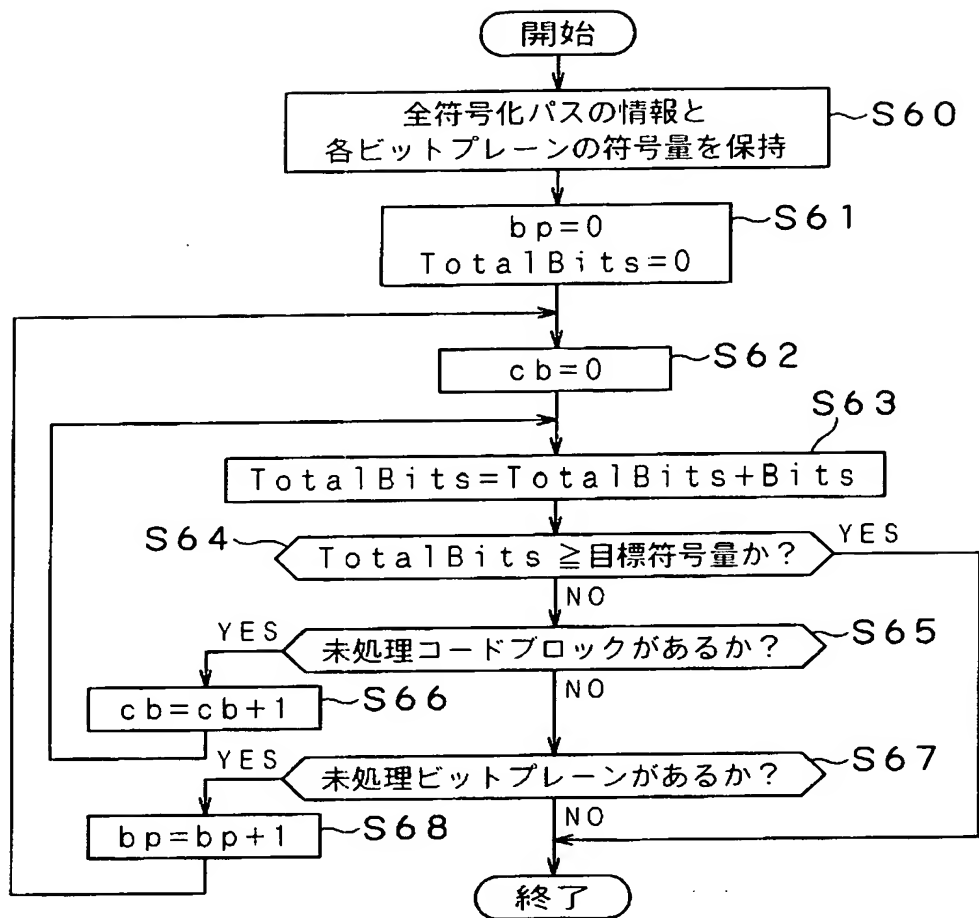 開始
全符号化パスの情報と
各ビットプレーンの符号量を保持
S60
bp=0
TotalBits=0
S61
cb=0
S62
S63
TotalBits=TotalBits+Bits
S64
TotalBits≧目標符号量か?
YES
NO
YES
未処理コードブロックがあるか?
S65
cb=cb+1
S66
NO
YES
未処理ビットプレーンがあるか?
S67
bp=bp+1
S68
NO
終了